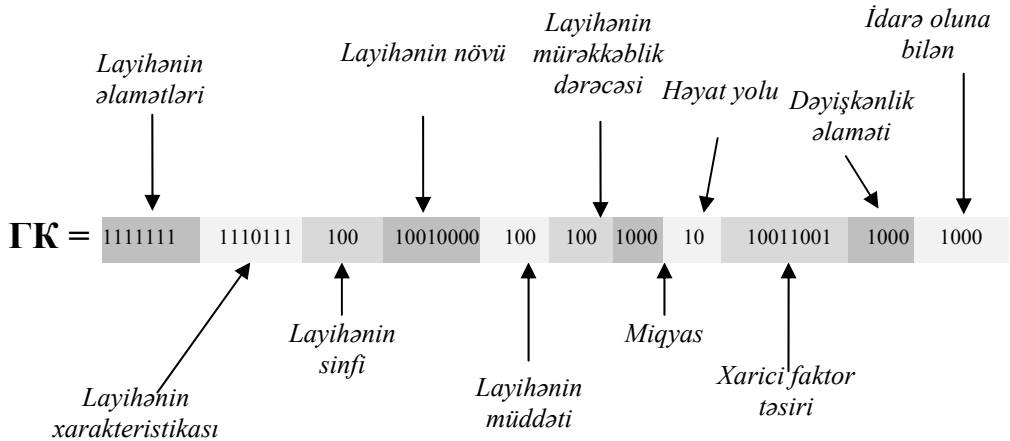 Layihənin
əlamətləri
Layihənin növü
Layihənin
mürəkkəblik
dərəcəsi
Həyat yolu
Dəyişkənlik
əlaməti
İdarə oluna
bilən
ГК = 1111111 1110111 100 10010000 100 100 1000 10 10011001 1000 1000
Layihənin
xarakteristikası
Layihənin
sinfi
Layihənin
müddəti
Miqyas
Xarici faktor
təsiri